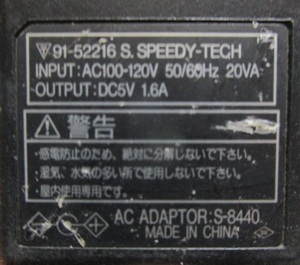 91-52216 S. SPEEDY-TECH
INPUT:AC100-120V 50/60Hz 20VA
OUTPUT:DC5V 1.6A
警告
・感電防止のため、絶対に分解しないで下さい。
・湿気、水気の多い所で使用しないで下さい。
・屋内使用専用です。
AC ADAPTOR:S-8440
MADE IN CHINA